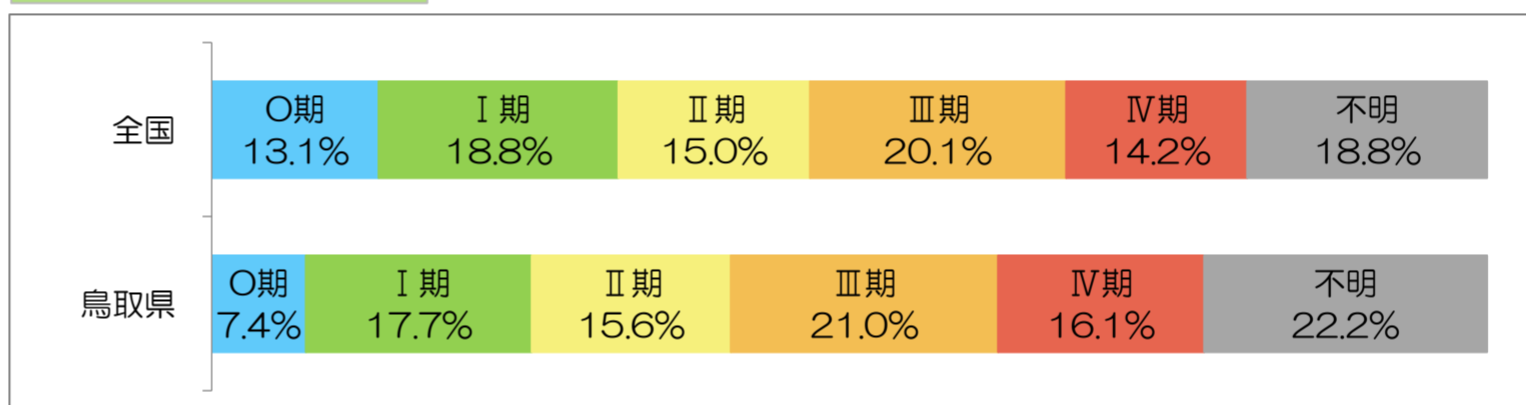 全国
O期
13.1%
Ⅰ期
18.8%
Ⅱ期
15.0%
Ⅲ期
20.1%
Ⅳ期
14.2%
不明
18.8%
鳥取県
O期
7.4%
Ⅰ期
17.7%
Ⅱ期
15.6%
Ⅲ期
21.0%
Ⅳ期
16.1%
不明
22.2%